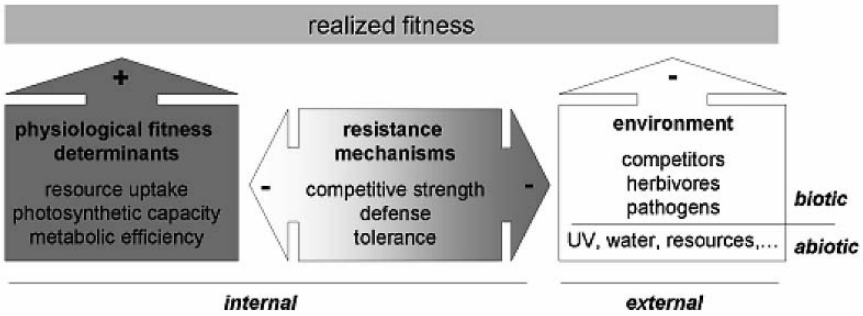 realized fitness
+
physiological fitness
determinants
resource uptake
photosynthetic capacity
metabolic efficiency
-
resistance
mechanisms
competitive strength
defense
tolerance
-
-
environment
competitors
herbivores
pathogens
UV, water, resources,...
biotic
abiotic
internal
external